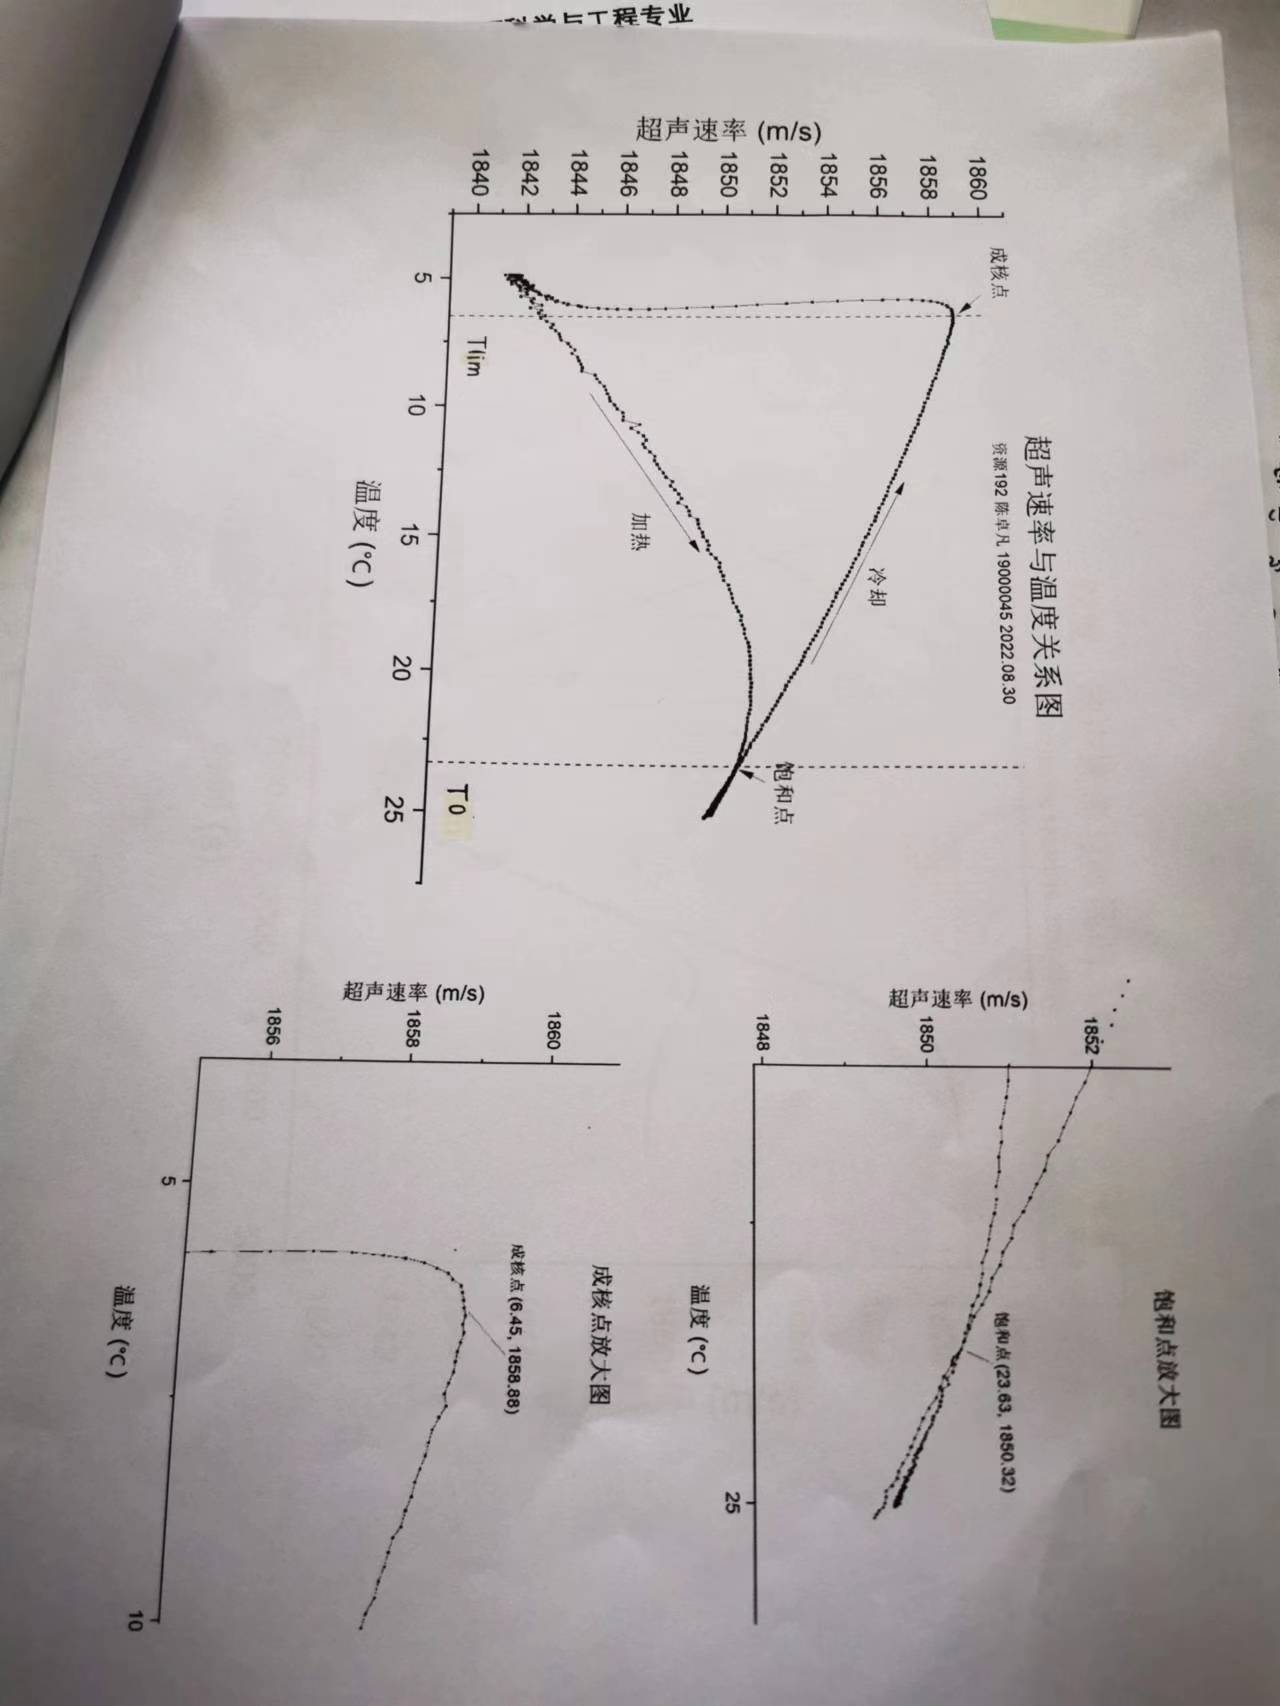 科学与工程专业
超声速率与温度关系图
资源192 陈卓凡 19000045 2022.08.30
超声速率 (m/s)
1860
1858
1856
1854
1852
1850
1848
1846
1844
1842
1840
成核点
冷却
加热
饱和点
Tlim
T0
5
10
15
20
25
温度 (°C)
饱和点放大图
超声速率 (m/s)
1852
1850
1848
饱和点 (23.63, 1850.32)
25
温度 (°C)
成核点放大图
超声速率 (m/s)
1860
1858
1856
成核点 (6.45, 1858.88)
5
10
温度 (°C)